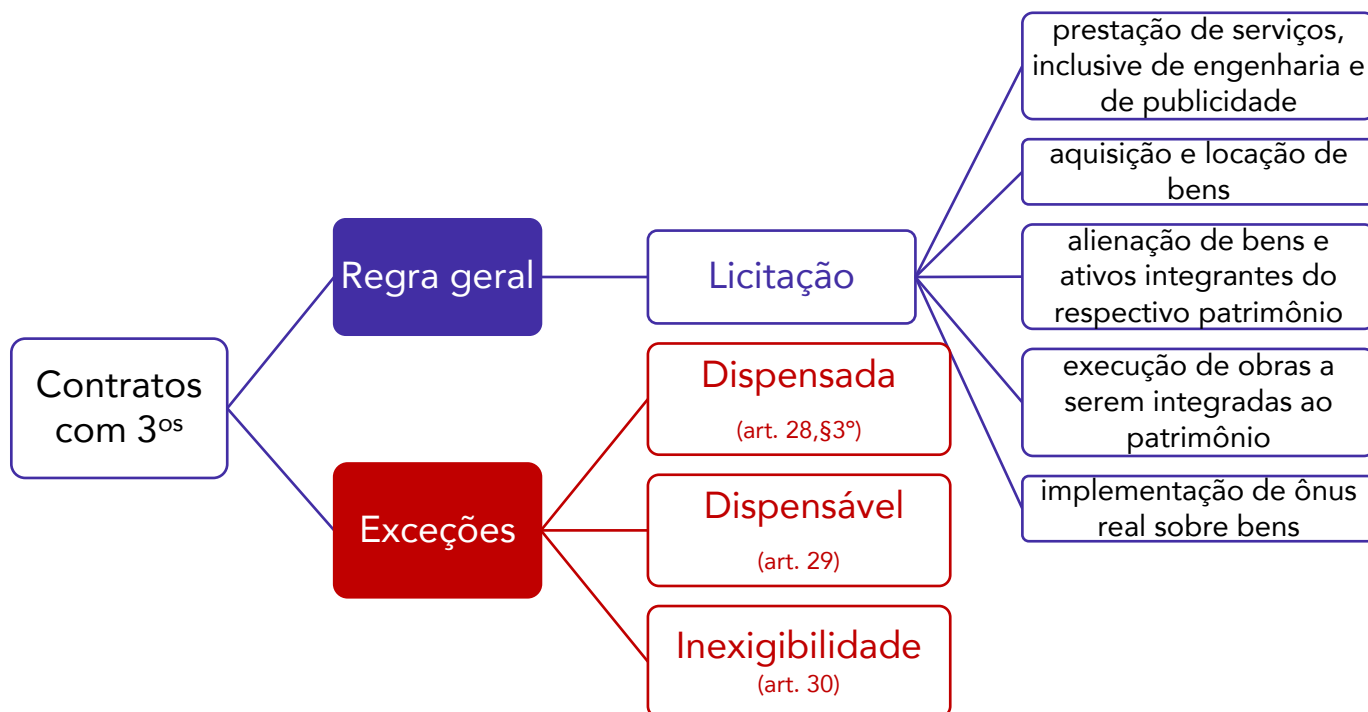 Contratos
com 3ºˢ
Regra geral
Licitação
prestação de serviços,
inclusive de engenharia e
de publicidade
aquisição e locação de
bens
alienação de bens e
ativos integrantes do
respectivo patrimônio
execução de obras a
serem integradas ao
patrimônio
implementação de ônus
real sobre bens
Exceções
Dispensada
(art. 28,§3°)
Dispensável
(art. 29)
Inexigibilidade
(art. 30)